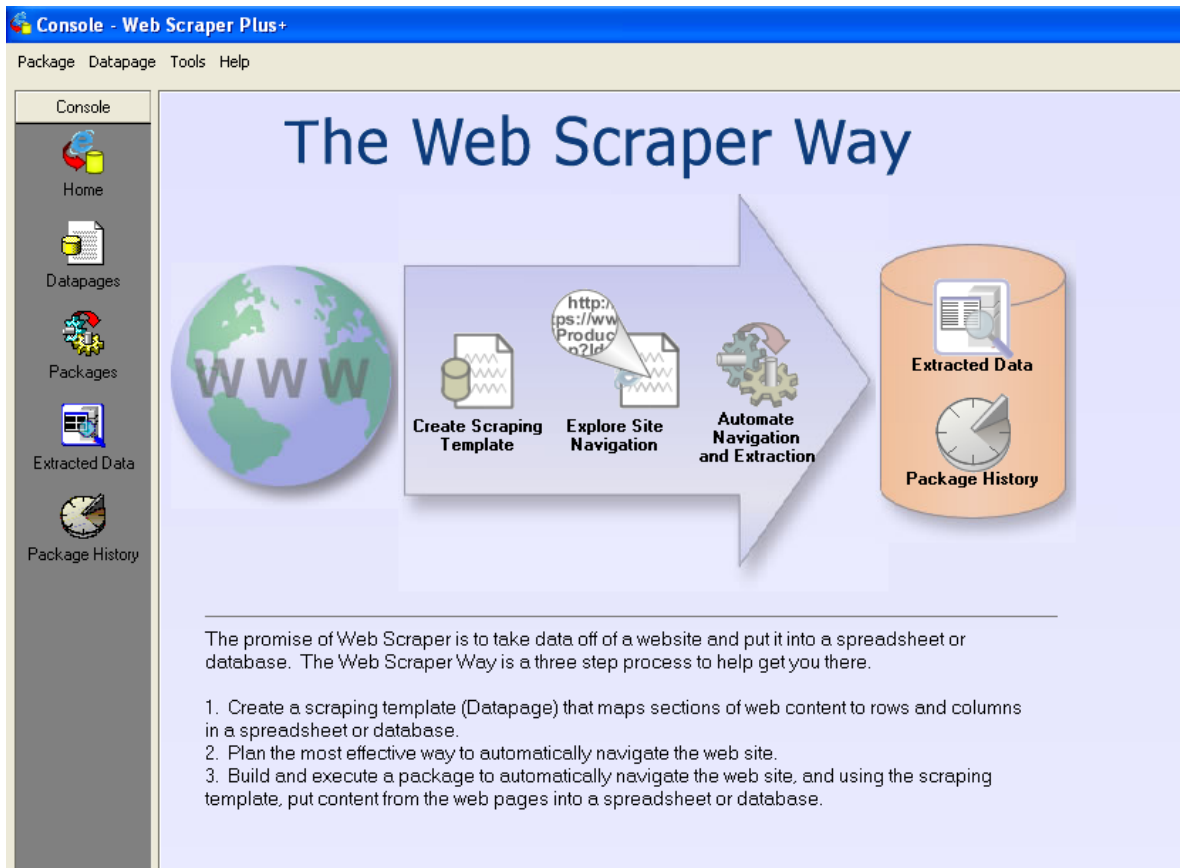 Console - Web Scraper Plus+
Package Datapage Tools Help
Console
Home
Datapages
Packages
Extracted Data
Package History
The Web Scraper Way
WWW
Create Scraping
Template
http:/
ps://ww
Produc
p?Id
Explore Site
Navigation
Automate
Navigation
and Extraction
Extracted Data
Package History
The promise of Web Scraper is to take data off of a website and put it into a spreadsheet or
database. The Web Scraper Way is a three step process to help get you there.
1. Create a scraping template (Datapage) that maps sections of web content to rows and columns
in a spreadsheet or database.
2. Plan the most effective way to automatically navigate the web site.
3. Build and execute a package to automatically navigate the web site, and using the scraping
template, put content from the web pages into a spreadsheet or database.